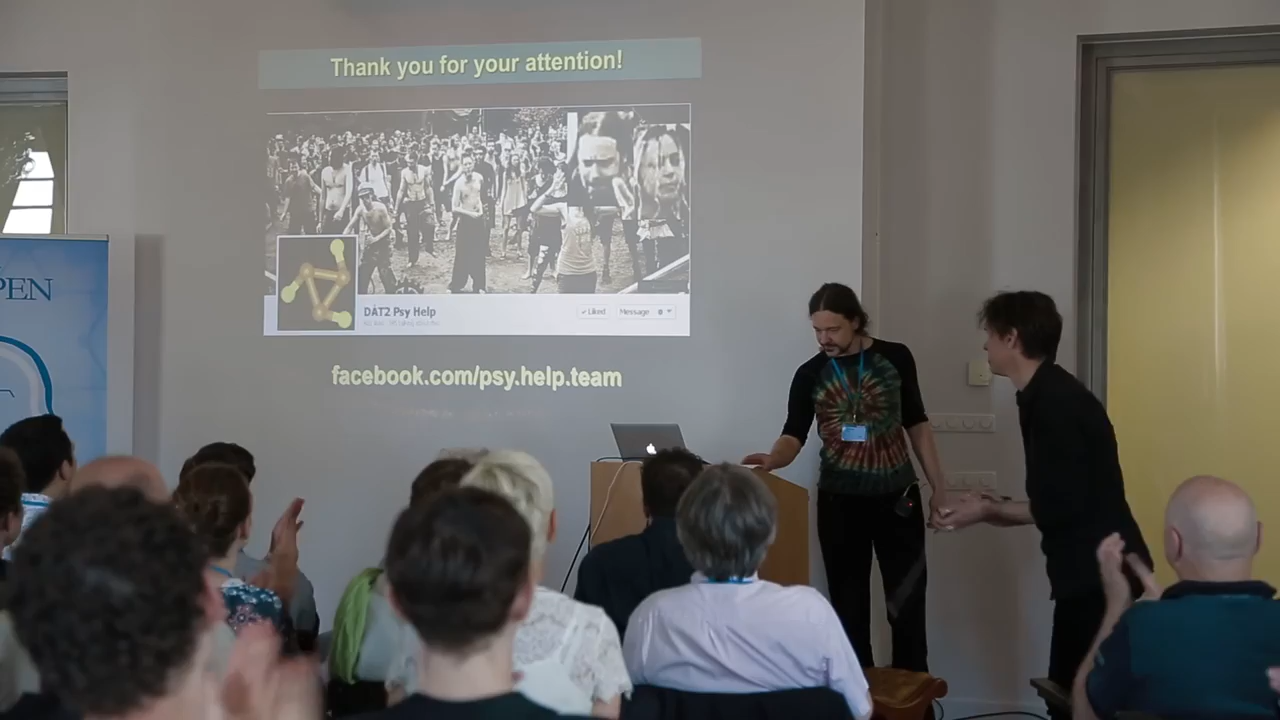 Thank you for your attention!
PEN
DÁT2 Psy Help
✓ Liked
Message
facebook.com/psy.help.team